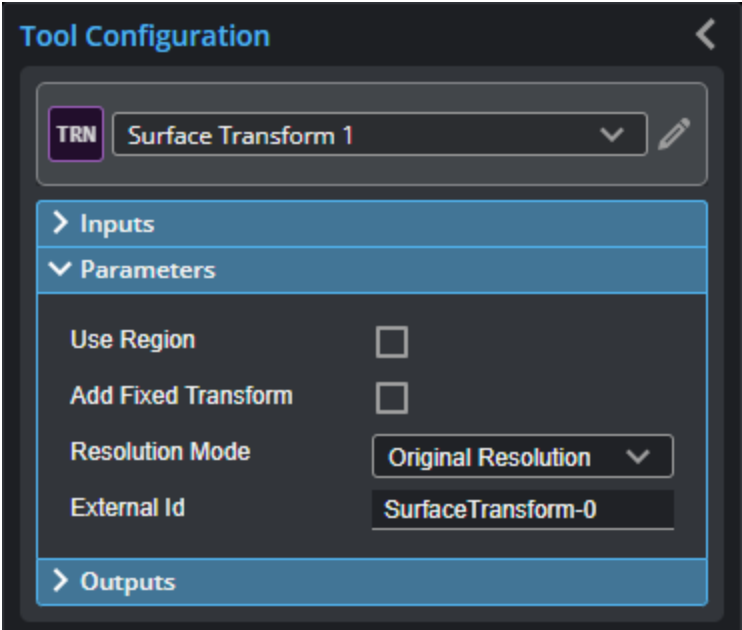 Tool Configuration
TRN Surface Transform 1
Inputs
Parameters
Use Region
Add Fixed Transform
Resolution Mode Original Resolution
External Id SurfaceTransform-0
Outputs